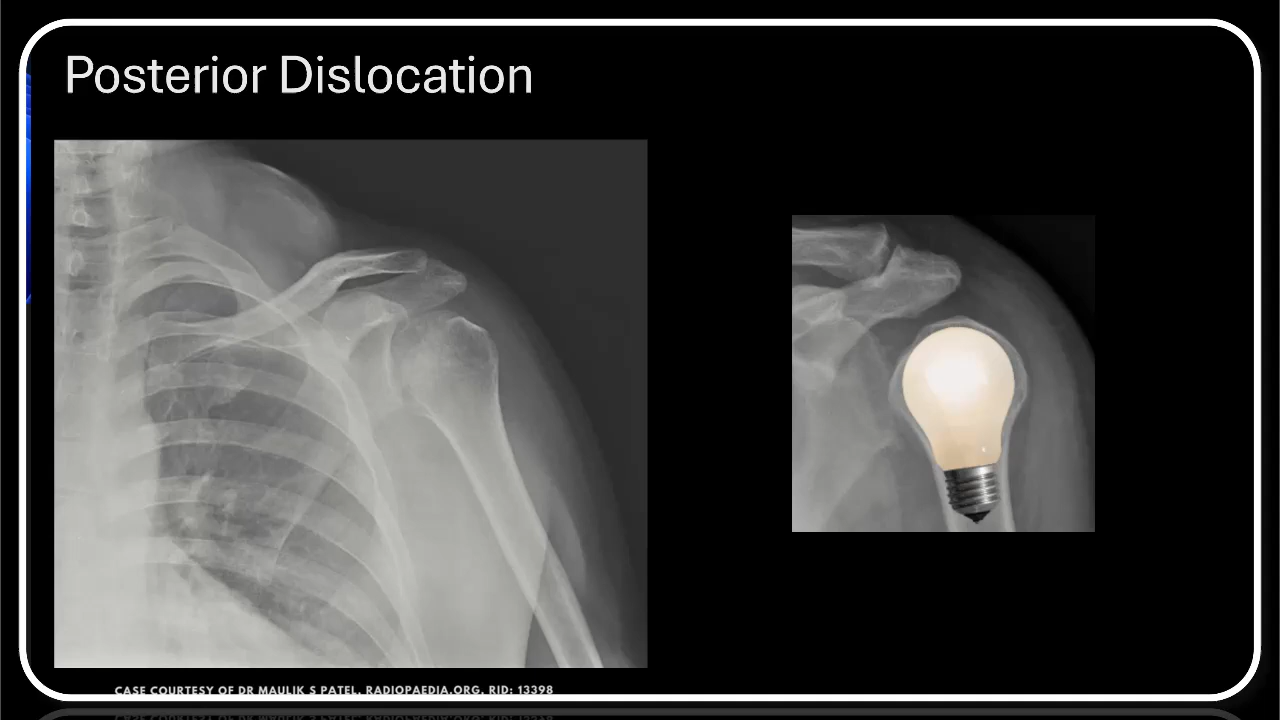 Posterior Dislocation
CASE COURTESY OF DR MAULIK S PATEL, RADIOPAEDIA.ORG, RID: 13398